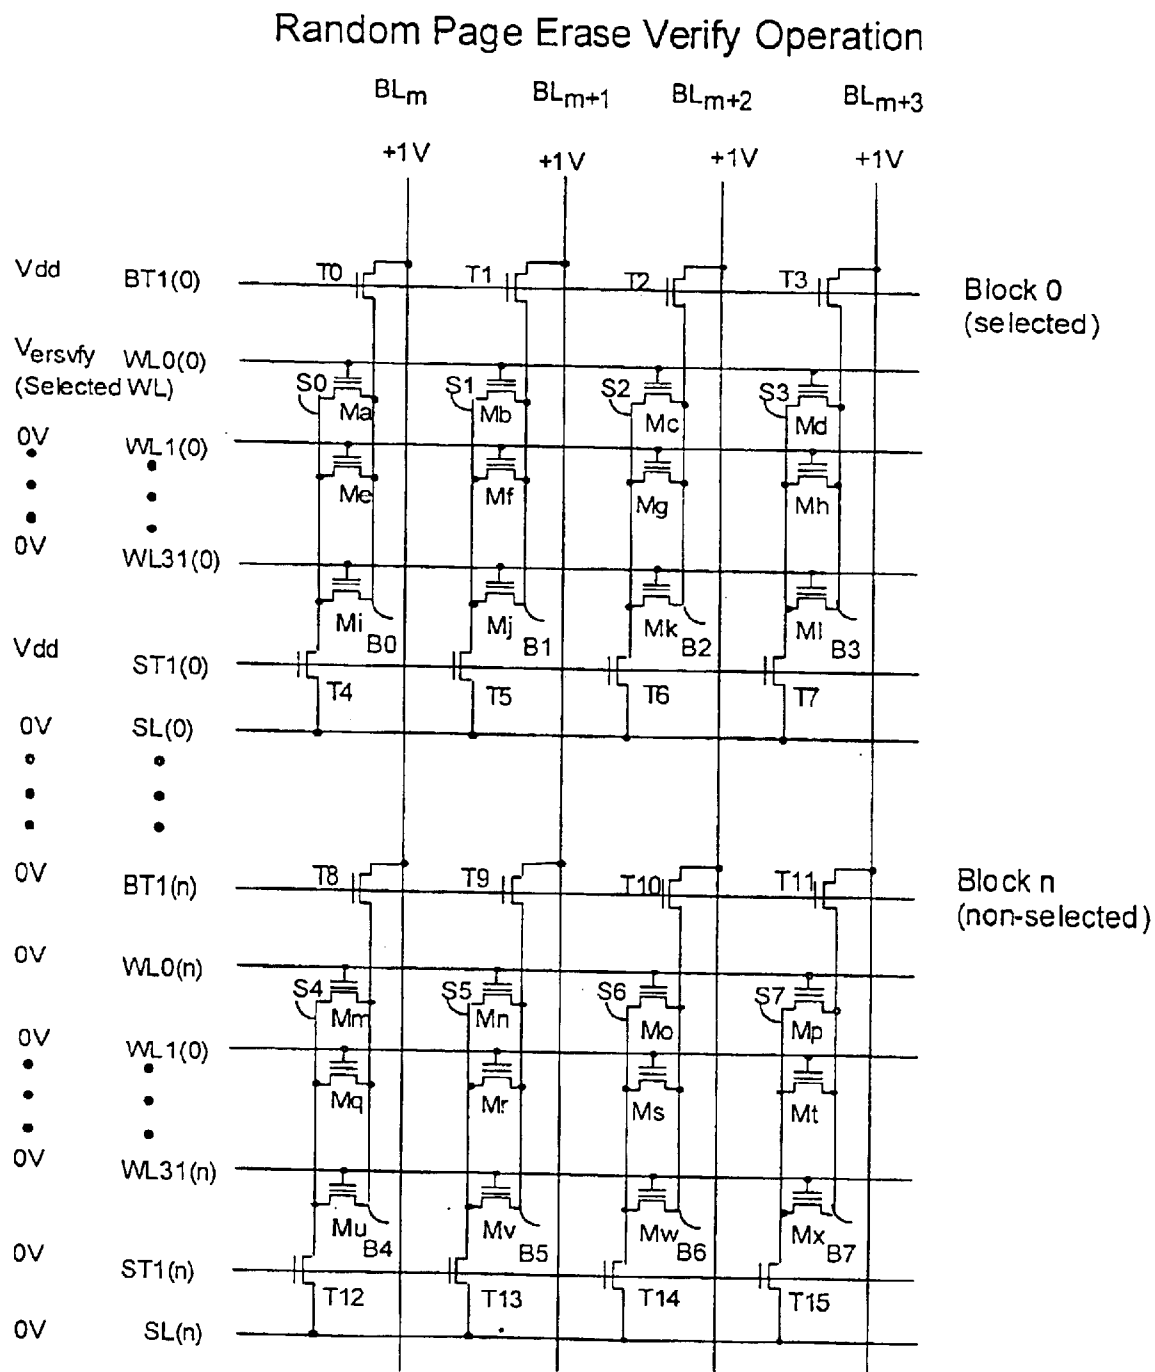 Random Page Erase Verify Operation
BLm BLm+1 BLm+2 BLm+3
+1V +1V +1V +1V
Vdd BT1(0) T0 T1 T2 T3 Block 0
(selected)
Versvfy WL0(0)
(Selected WL) S0 S1 S2 S3
Ma Mb Mc Md
0V WL1(0)
Me Mf Mg Mh
0V WL31(0)
Mi Mj Mk Ml
B0 B1 B2 B3
Vdd ST1(0)
T4 T5 T6 T7
0V SL(0)
0V BT1(n) T8 T9 T10 T11 Block n
(non-selected)
0V WL0(n)
S4 S5 S6 S7
Mm Mn Mo Mp
0V WL1(0)
Mq Mr Ms Mt
0V WL31(n)
Mu Mv Mw Mx
B4 B5 B6 B7
0V ST1(n)
T12 T13 T14 T15
0V SL(n)